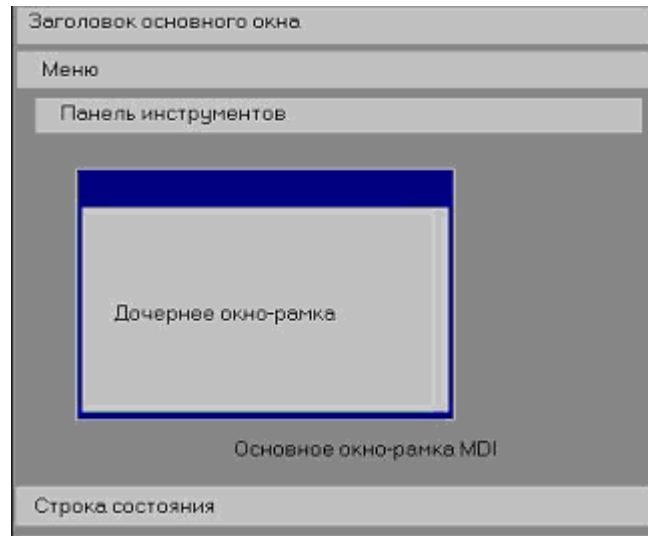 Заголовок основного окна
Меню
Панель инструментов
Дочернее окно-рамка
Основное окно-рамка MDI
Строка состояния